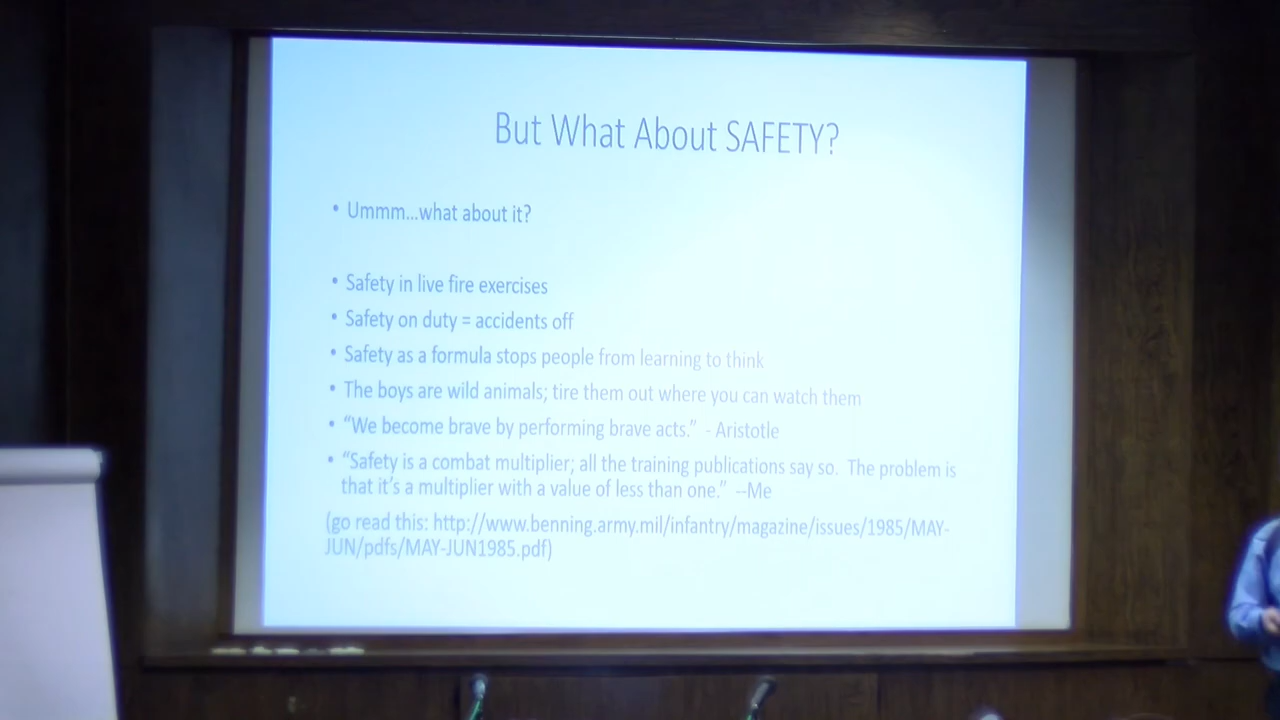 But What About SAFETY?
• Ummm...what about it?
• Safety in live fire exercises
• Safety on duty = accidents off
• Safety as a formula stops people from learning to think
• The boys are wild animals; tire them out where you can watch them
• “We become brave by performing brave acts.” - Aristotle
• “Safety is a combat multiplier; all the training publications say so. The problem is
that it’s a multiplier with a value of less than one.” --Me
(go read this: http://www.benning.army.mil/infantry/magazine/issues/1985/MAY-
JUN/pdfs/MAY-JUN1985.pdf)